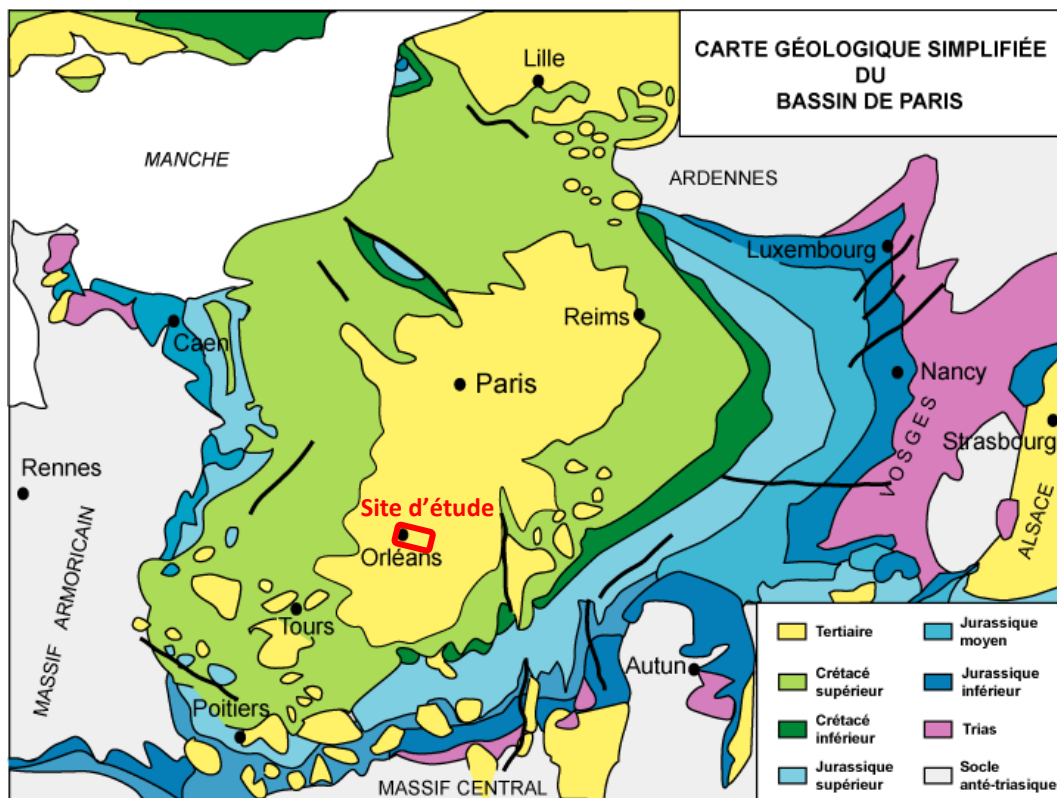 CARTE GÉOLOGIQUE SIMPLIFIÉE
DU
BASSIN DE PARIS
Lille
MANCHE
ARDENNES
Luxembourg
Reims
Caen
Paris
Nancy
VOSGES
Strasbourg
Rennes
Site d'étude
Orléans
ALSACE
MASSIF ARMORICAIN
Tours
Autun
Poitiers
MASSIF CENTRAL
Tertiaire
Crétacé
supérieur
Crétacé
inférieur
Jurassique
supérieur
Jurassique
moyen
Jurassique
inférieur
Trias
Socle
anté-triasique